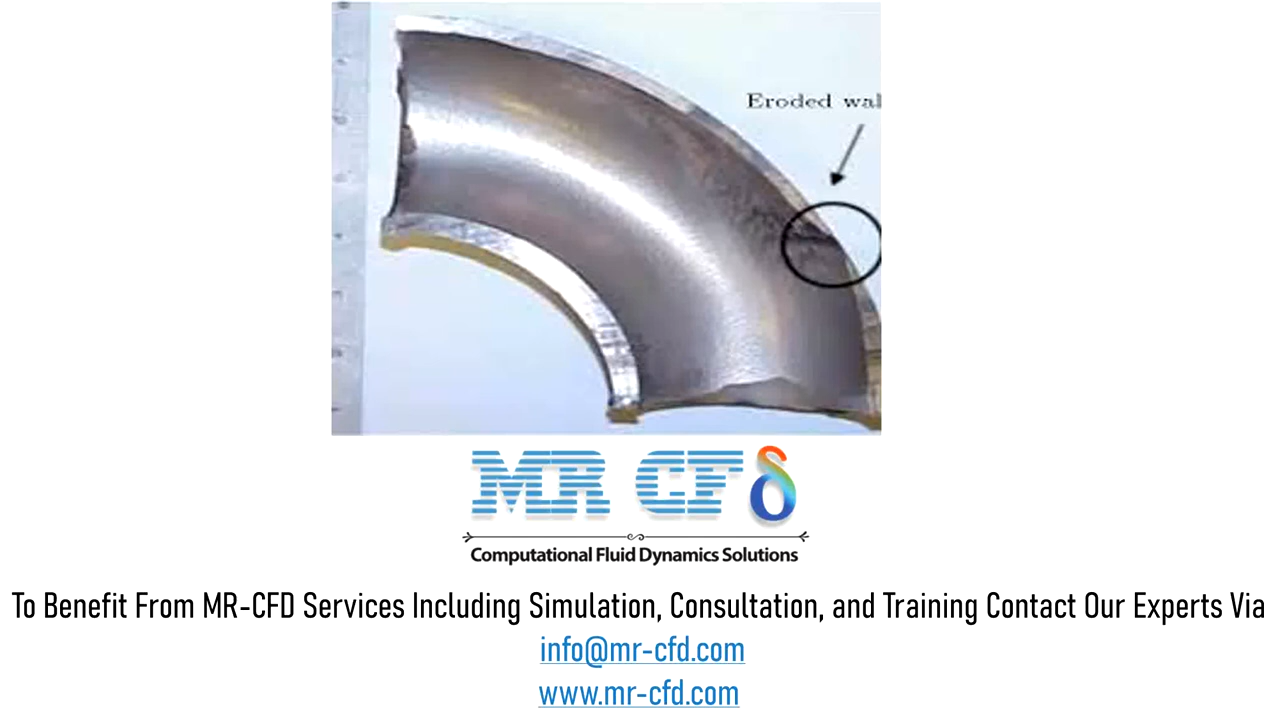 Eroded wal
MR CFδ
Computational Fluid Dynamics Solutions
To Benefit From MR-CFD Services Including Simulation, Consultation, and Training Contact Our Experts Via
info@mr-cfd.com
www.mr-cfd.com